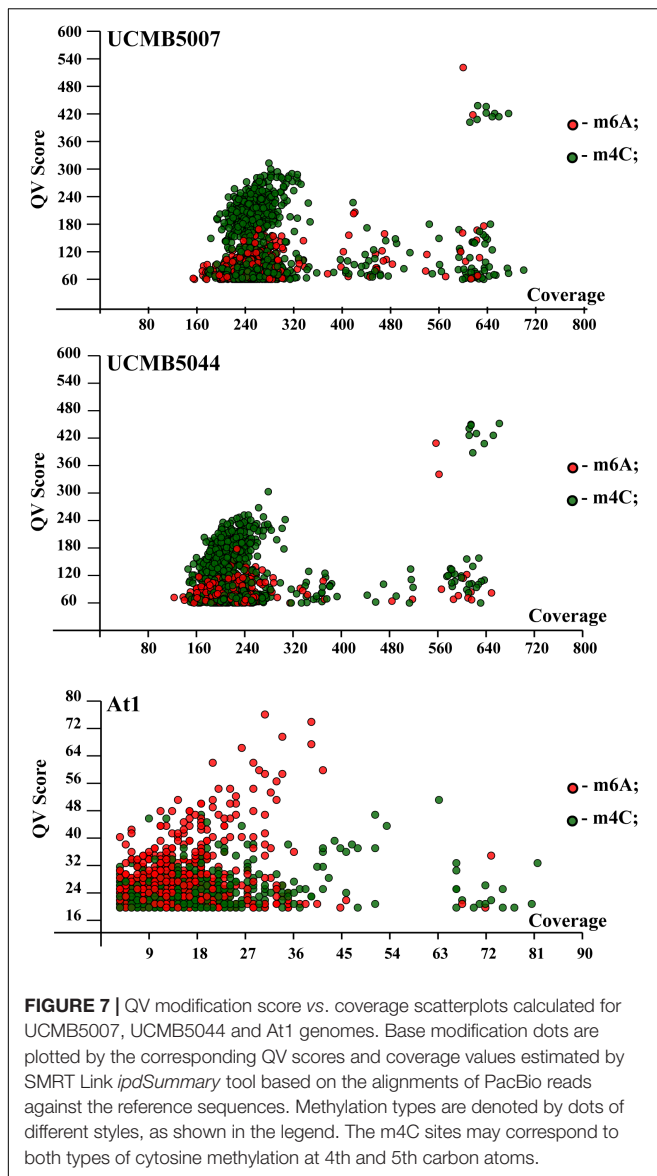 UCMB5007
QV Score
600
540
480
420
360
300
240
180
120
60
- m6A;
- m4C;
Coverage
80 160 240 320 400 480 560 640 720 800
UCMB5044
QV Score
600
540
480
420
360
300
240
180
120
60
- m6A;
- m4C;
Coverage
80 160 240 320 400 480 560 640 720 800
At1
QV Score
80
72
64
56
48
40
32
24
16
- m6A;
- m4C;
Coverage
9 18 27 36 45 54 63 72 81 90
FIGURE 7 | QV modification score vs. coverage scatterplots calculated for
UCMB5007, UCMB5044 and At1 genomes. Base modification dots are
plotted by the corresponding QV scores and coverage values estimated by
SMRT Link ipdSummary tool based on the alignments of PacBio reads
against the reference sequences. Methylation types are denoted by dots of
different styles, as shown in the legend. The m4C sites may correspond to
both types of cytosine methylation at 4th and 5th carbon atoms.